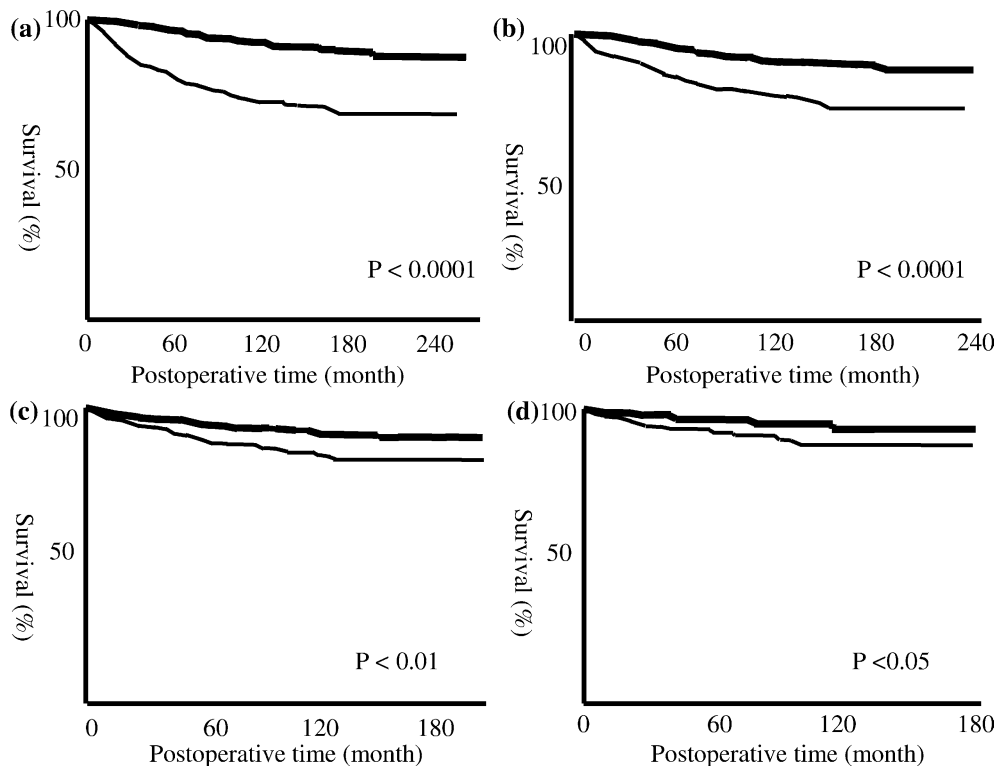 (a)
100
50
Survival (%)
P < 0.0001
0 60 120 180 240
Postoperative time (month)
(b)
100
50
Survival (%)
P < 0.0001
0 60 120 180 240
Postoperative time (month)
(c)
100
50
Survival (%)
P < 0.01
0 60 120 180
Postoperative time (month)
(d)
100
50
Survival (%)
P <0.05
0 60 120 180
Postoperative time (month)